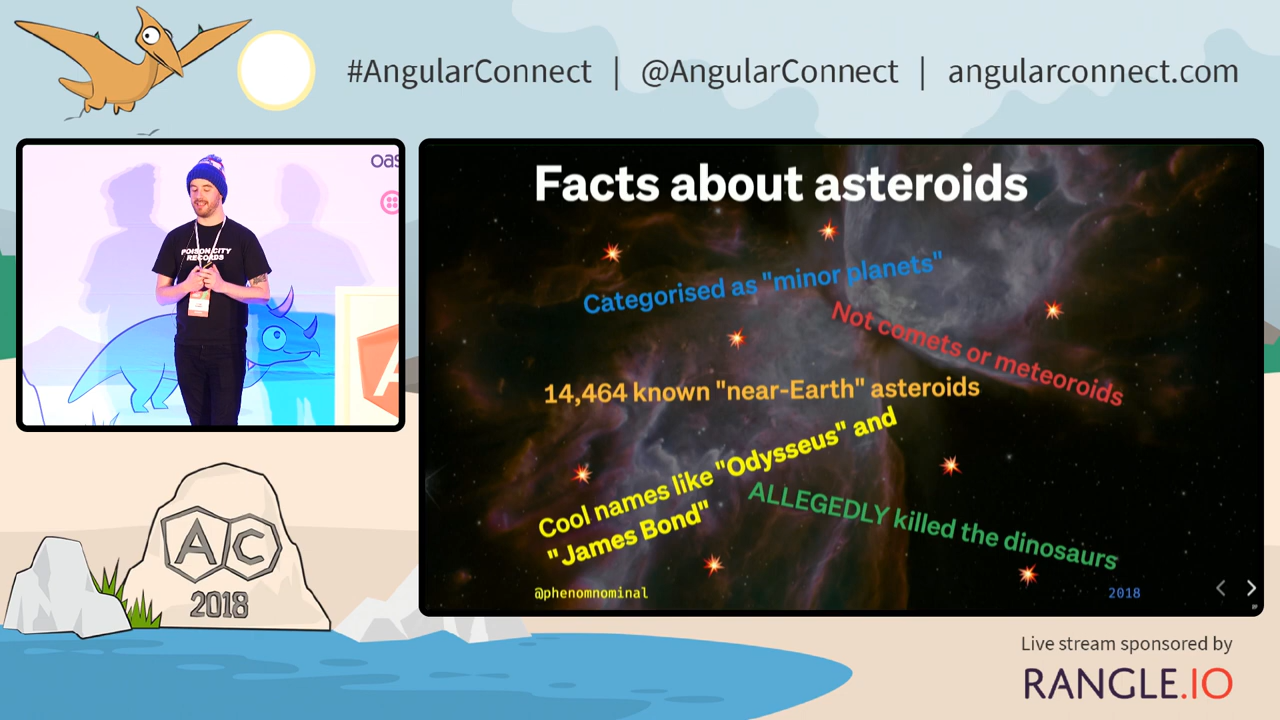 #AngularConnect | @AngularConnect | angularconnect.com
oas
POISON CITY
RECORDS
Facts about asteroids
Categorised as "minor planets"
Not comets or meteoroids
14,464 known "near-Earth" asteroids
Cool names like "Odysseus" and
"James Bond"
ALLEGEDLY killed the dinosaurs
@phenomnominal
2018
A/C
2018
Live stream sponsored by
RANGLE.IO